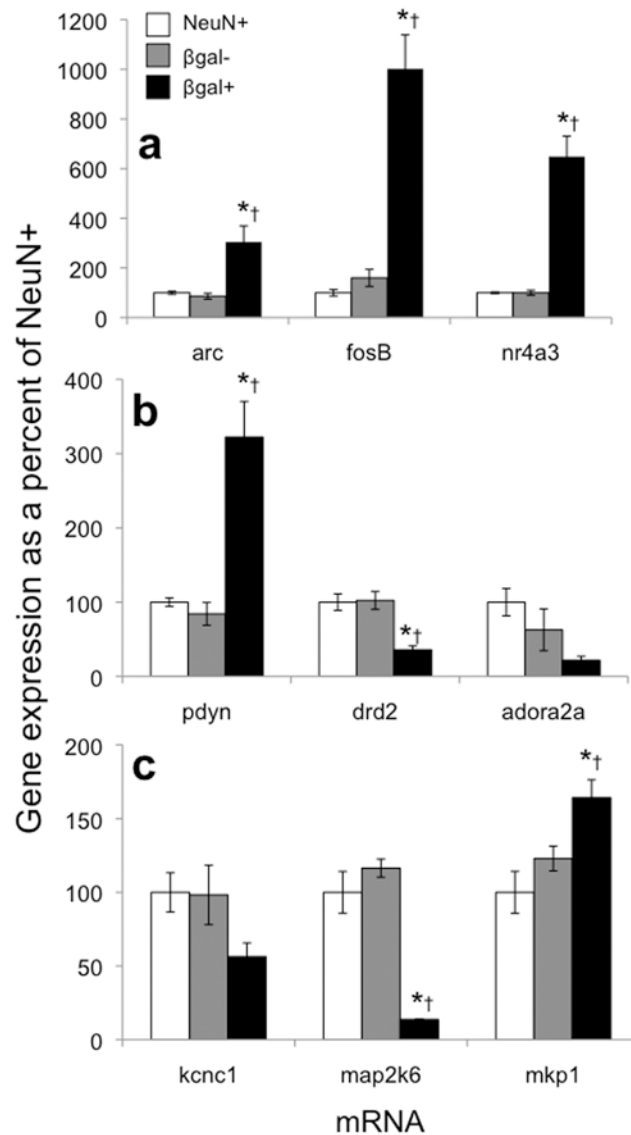 Gene expression as a percent of NeuN+
NeuN+
βgal-
βgal+
a
1200
1000
800
600
400
200
0
*†
*†
*†
arc fosB nr4a3
b
400
300
200
100
0
*†
*†
pdyn drd2 adora2a
c
200
150
100
50
0
*†
*†
kcnc1 map2k6 mkp1
mRNA